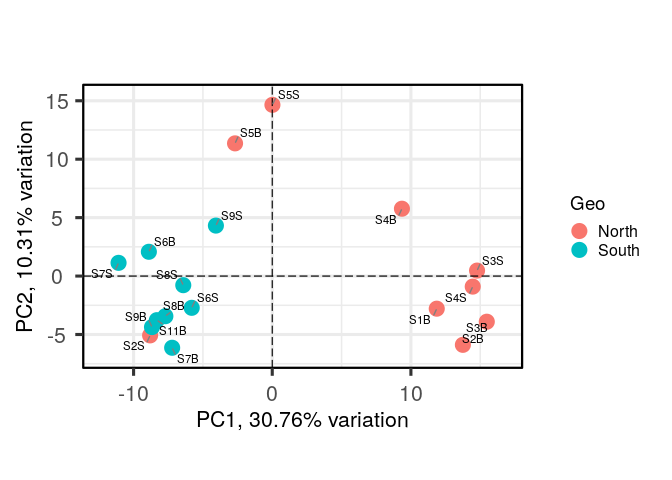 S5S
S5B
S9S
S4B
S6B
S3S
S7S
S8S
S4S
S6S
S8B
S9B
S1B
S3B
S11B
S2B
S2S
S7B
15
10
5
0
-5
-10
0
10
PC1, 30.76% variation
PC2, 10.31% variation
Geo
North
South